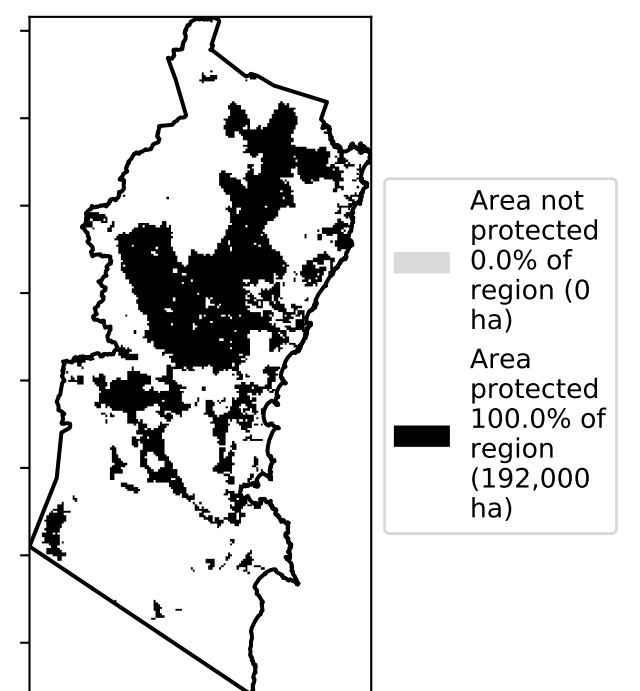 Area not
protected
0.0% of
region (0
ha)
Area
protected
100.0% of
region
(192,000
ha)